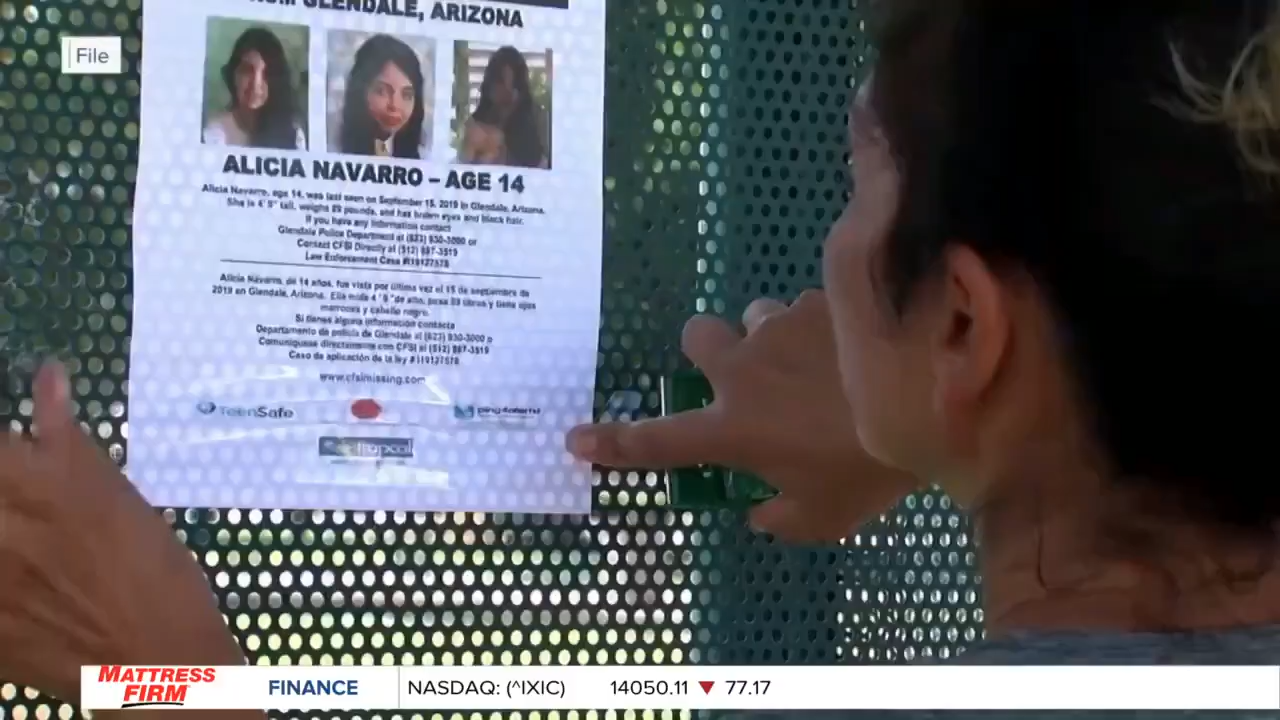 File
GLENDALE, ARIZONA
ALICIA NAVARRO – AGE 14
Alicia Navarro, age 14, was last seen on September 15, 2019 in Glendale, Arizona.
She is 4' 9" tall, weighs 89 pounds, and has brown eyes and black hair.
If you have any information contact
Glendale Police Department at (623) 930-3000 or
Contact CFSI Directly at (512) 887-3519
Law Enforcement Case #119127578
Alicia Navarro, de 14 años, fue vista por última vez el 15 de septiembre de
2019 en Glendale, Arizona. Ella mide 4' 9" de alto, pesa 89 libras y tiene ojos
marrones y cabello negro.
Si tienes alguna información contacta
Departamento de policía de Glendale al (623) 930-3000 o
Comuniquese directamente con CFSI al (512) 887-3519
Caso de aplicación de la ley #119127578
www.cfsimissing.com
TeenSafe
MATTRESS
FIRM
FINANCE
NASDAQ: (^IXIC) 14050.11 ▼ 77.17